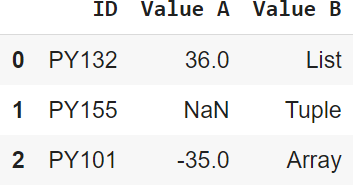 ID Value A Value B
0 PY132 36.0 List
1 PY155 NaN Tuple
2 PY101 -35.0 Array